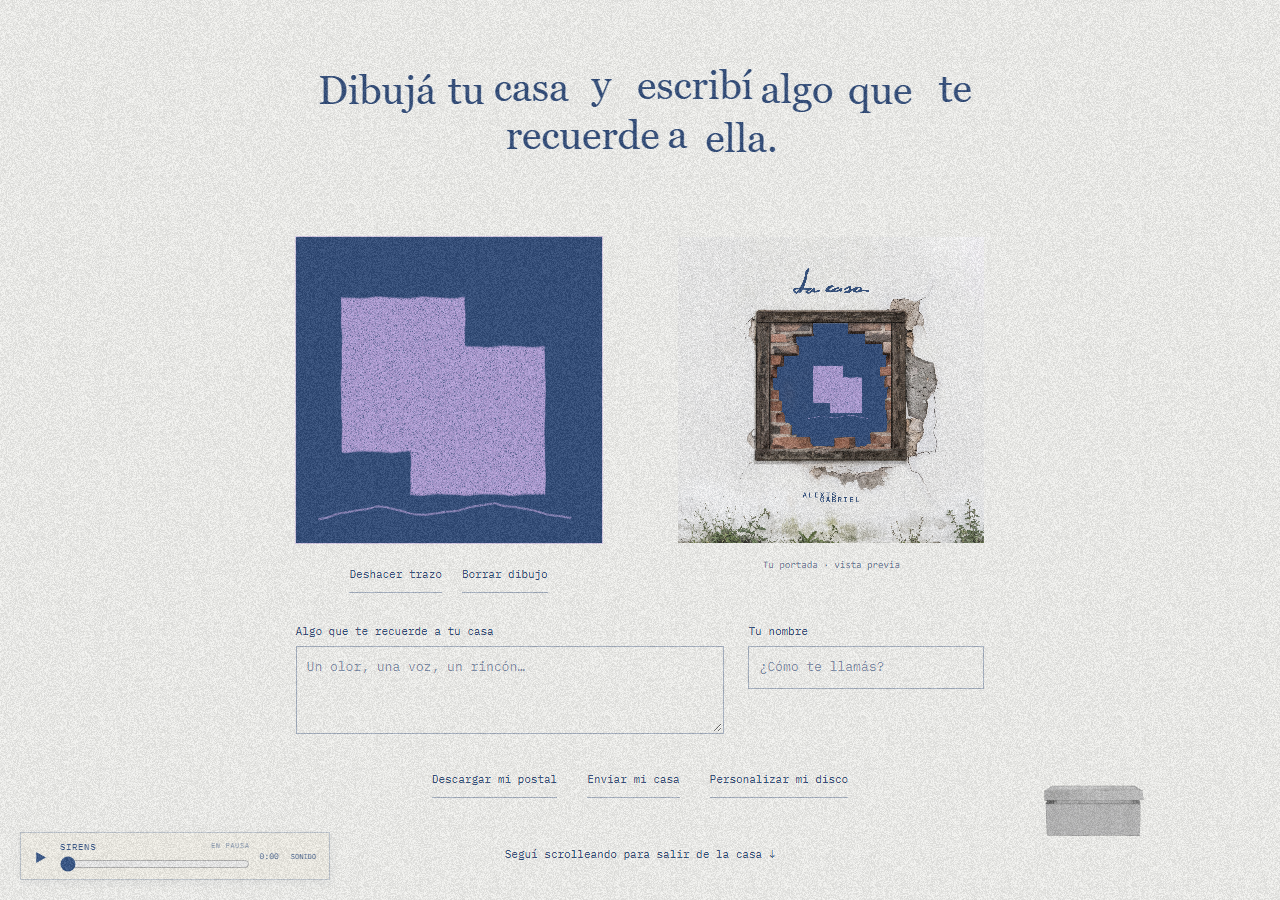 Dibujá tu casa y escribí algo que te
recuerde a ella.
La casa
ALEXIS
GABRIEL
Deshacer trazo
Borrar dibujo
Tu portada · vista previa
Algo que te recuerde a tu casa
Un olor, una voz, un rincón…
Tu nombre
¿Cómo te llamás?
Descargar mi postal
Enviar mi casa
Personalizar mi disco
SIRENS
EN PAUSA
0:00
SONIDO
Seguí scrolleando para salir de la casa ↓